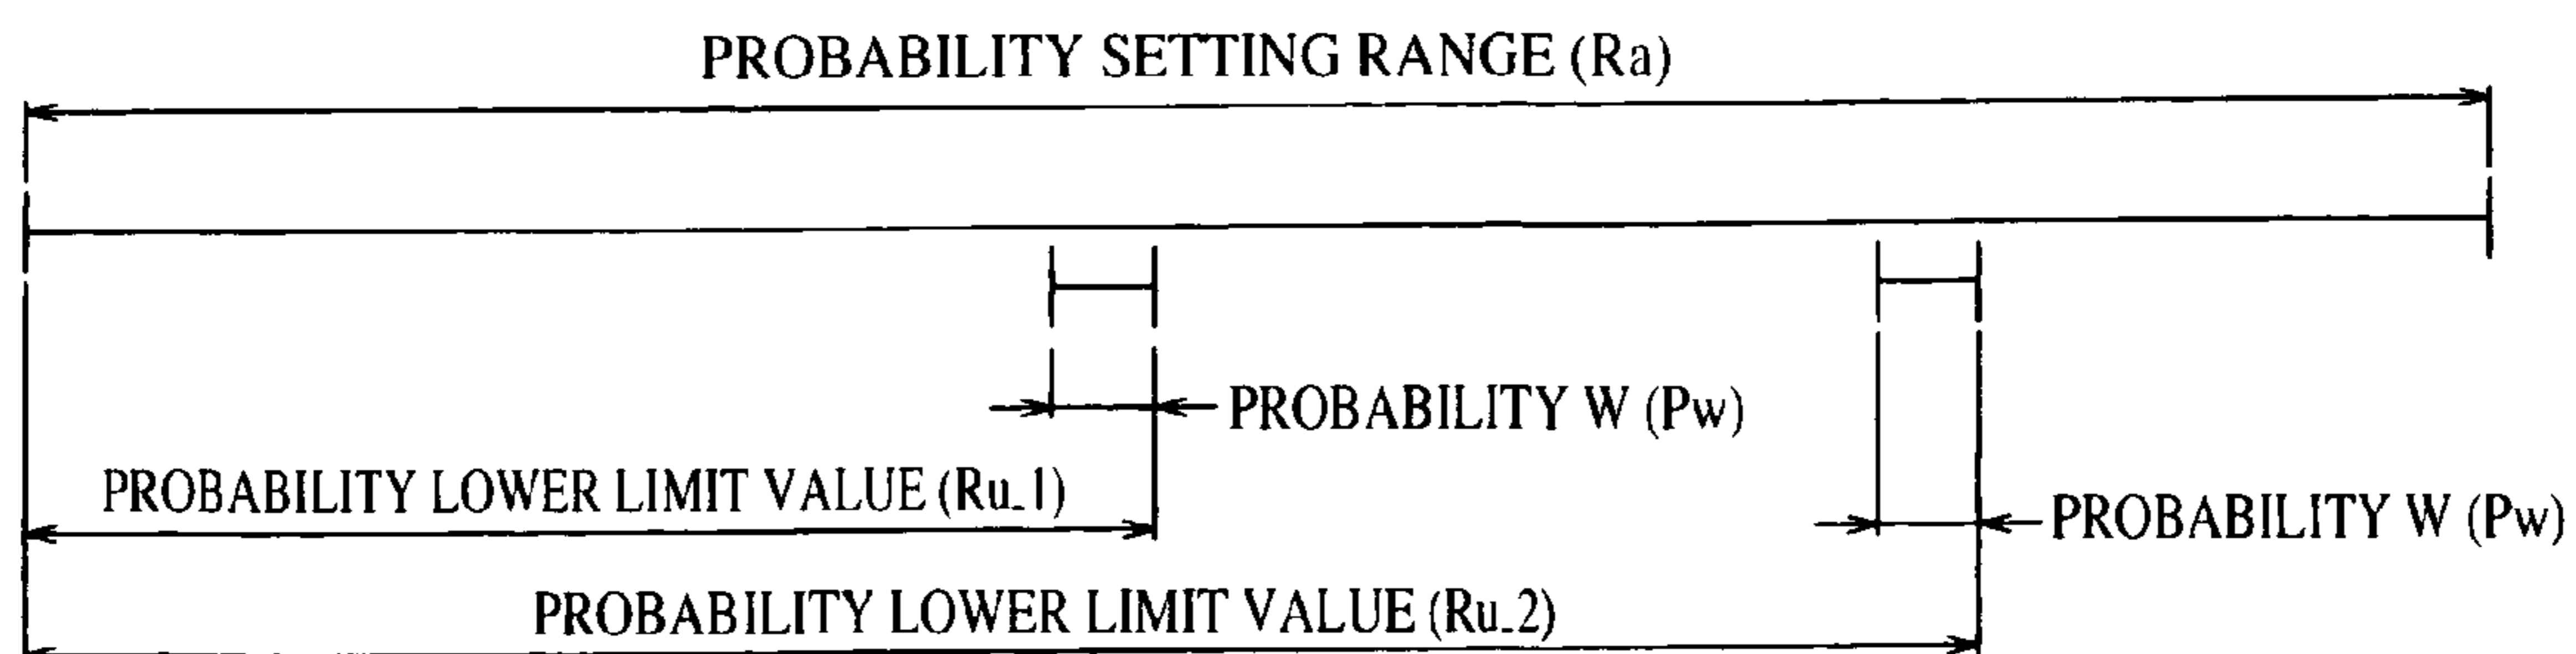 PROBABILITY SETTING RANGE (Ra)
PROBABILITY W (Pw)
PROBABILITY LOWER LIMIT VALUE (Ru_1)
PROBABILITY W (Pw)
PROBABILITY LOWER LIMIT VALUE (Ru_2)